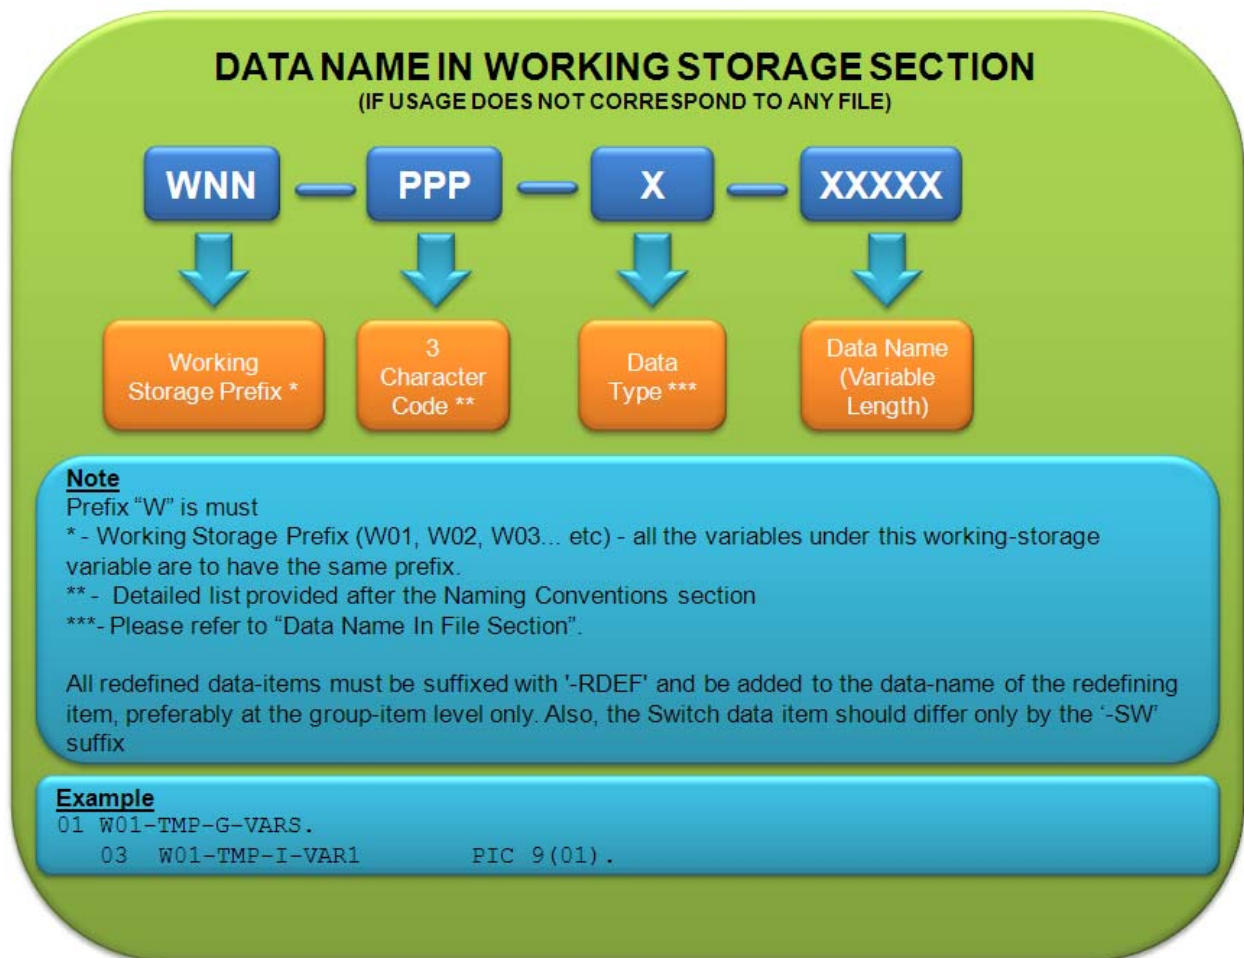 DATA NAME IN WORKING STORAGE SECTION
(IF USAGE DOES NOT CORRESPOND TO ANY FILE)
WNN — PPP — X — XXXXX
Working
Storage Prefix *
3
Character
Code **
Data
Type ***
Data Name
(Variable
Length)
Note
Prefix “W” is must
* - Working Storage Prefix (W01, W02, W03... etc) - all the variables under this working-storage
variable are to have the same prefix.
** - Detailed list provided after the Naming Conventions section
***- Please refer to “Data Name In File Section”.
All redefined data-items must be suffixed with '-RDEF' and be added to the data-name of the redefining
item, preferably at the group-item level only. Also, the Switch data item should differ only by the ‘-SW’
suffix
Example
01 W01-TMP-G-VARS.
03 W01-TMP-I-VAR1 PIC 9(01).